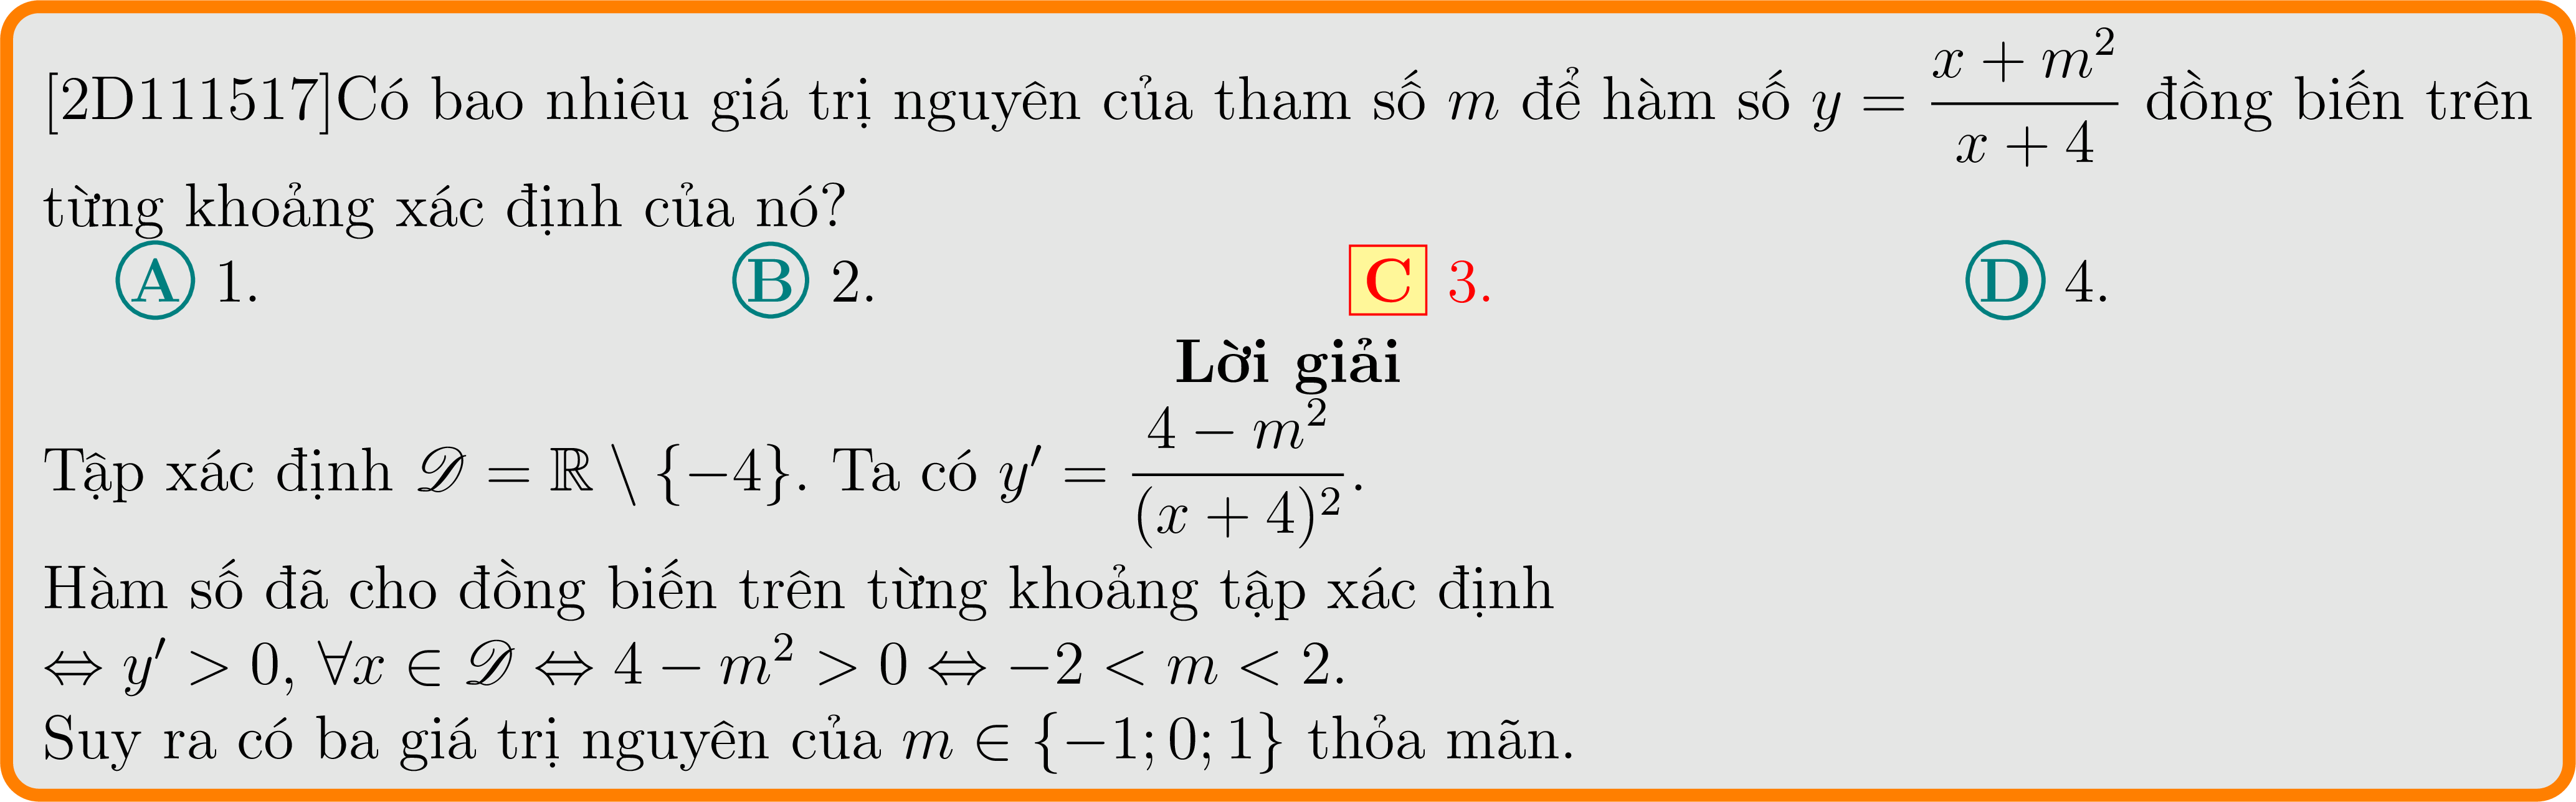 [2D111517]Có bao nhiêu giá trị nguyên của tham số $m$ để hàm số $y = \dfrac{x + m^2}{x + 4}$ đồng biến trên
từng khoảng xác định của nó?
A 1. B 2. C 3. D 4.
Lời giải
Tập xác định $\mathscr{D} = \mathbb{R} \setminus \{-4\}$. Ta có $y' = \dfrac{4 - m^2}{(x + 4)^2}$.
Hàm số đã cho đồng biến trên từng khoảng tập xác định
$\Leftrightarrow y' > 0, \forall x \in \mathscr{D} \Leftrightarrow 4 - m^2 > 0 \Leftrightarrow -2 < m < 2$.
Suy ra có ba giá trị nguyên của $m \in \{-1; 0; 1\}$ thỏa mãn.